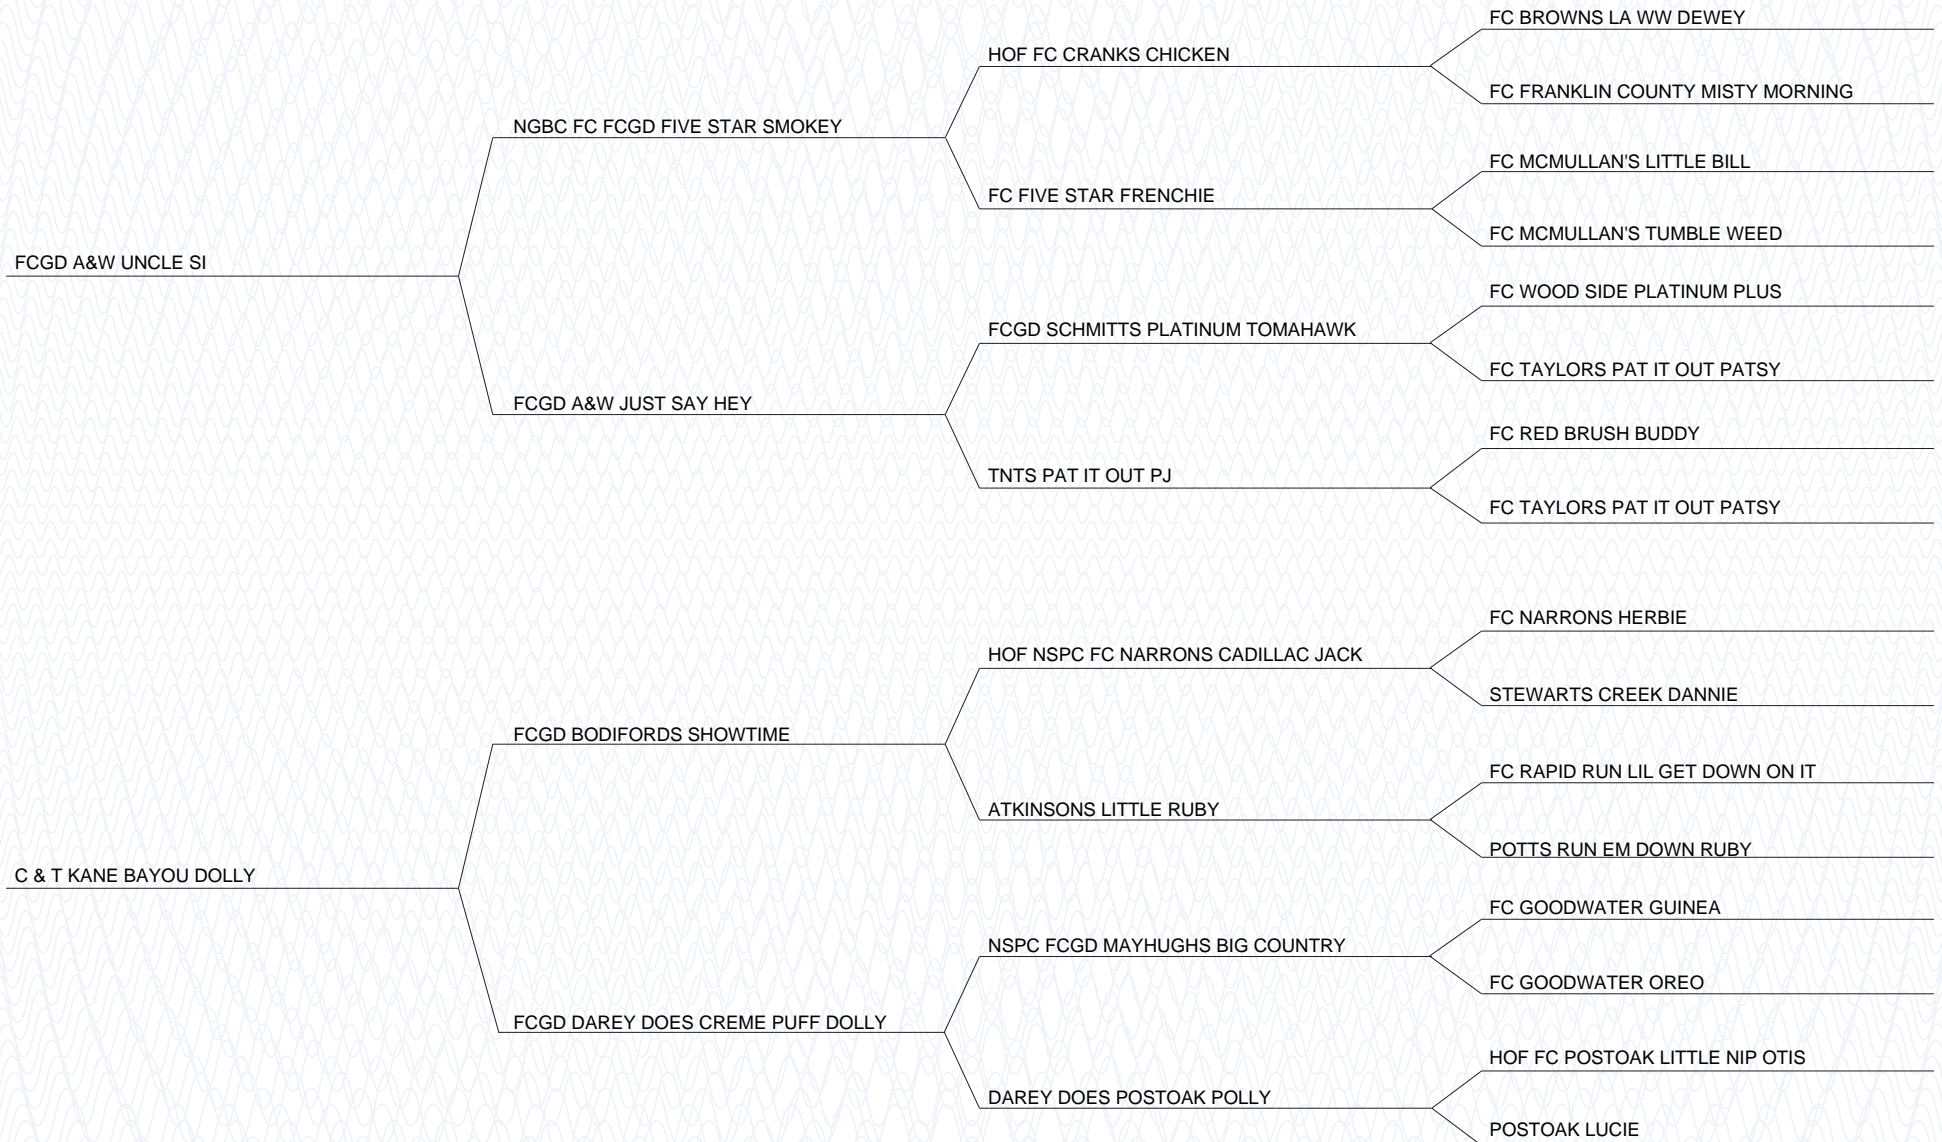 FC BROWNS LA WW DEWEY
HOF FC CRANKS CHICKEN
FC FRANKLIN COUNTY MISTY MORNING
NGBC FC FCGD FIVE STAR SMOKEY
FC MCMULLAN'S LITTLE BILL
FC FIVE STAR FRENCHIE
FC MCMULLAN'S TUMBLE WEED
FCGD A&W UNCLE SI
FC WOOD SIDE PLATINUM PLUS
FCGD SCHMITTS PLATINUM TOMAHAWK
FC TAYLORS PAT IT OUT PATSY
FCGD A&W JUST SAY HEY
FC RED BRUSH BUDDY
TNTS PAT IT OUT PJ
FC TAYLORS PAT IT OUT PATSY
FC NARRONS HERBIE
HOF NSPC FC NARRONS CADILLAC JACK
STEWARTS CREEK DANNIE
FCGD BODIFORDS SHOWTIME
FC RAPID RUN LIL GET DOWN ON IT
ATKINSONS LITTLE RUBY
POTTS RUN EM DOWN RUBY
C & T KANE BAYOU DOLLY
FC GOODWATER GUINEA
NSPC FCGD MAYHUGHS BIG COUNTRY
FC GOODWATER OREO
FCGD DAREY DOES CREME PUFF DOLLY
HOF FC POSTOAK LITTLE NIP OTIS
DAREY DOES POSTOAK POLLY
POSTOAK LUCIE